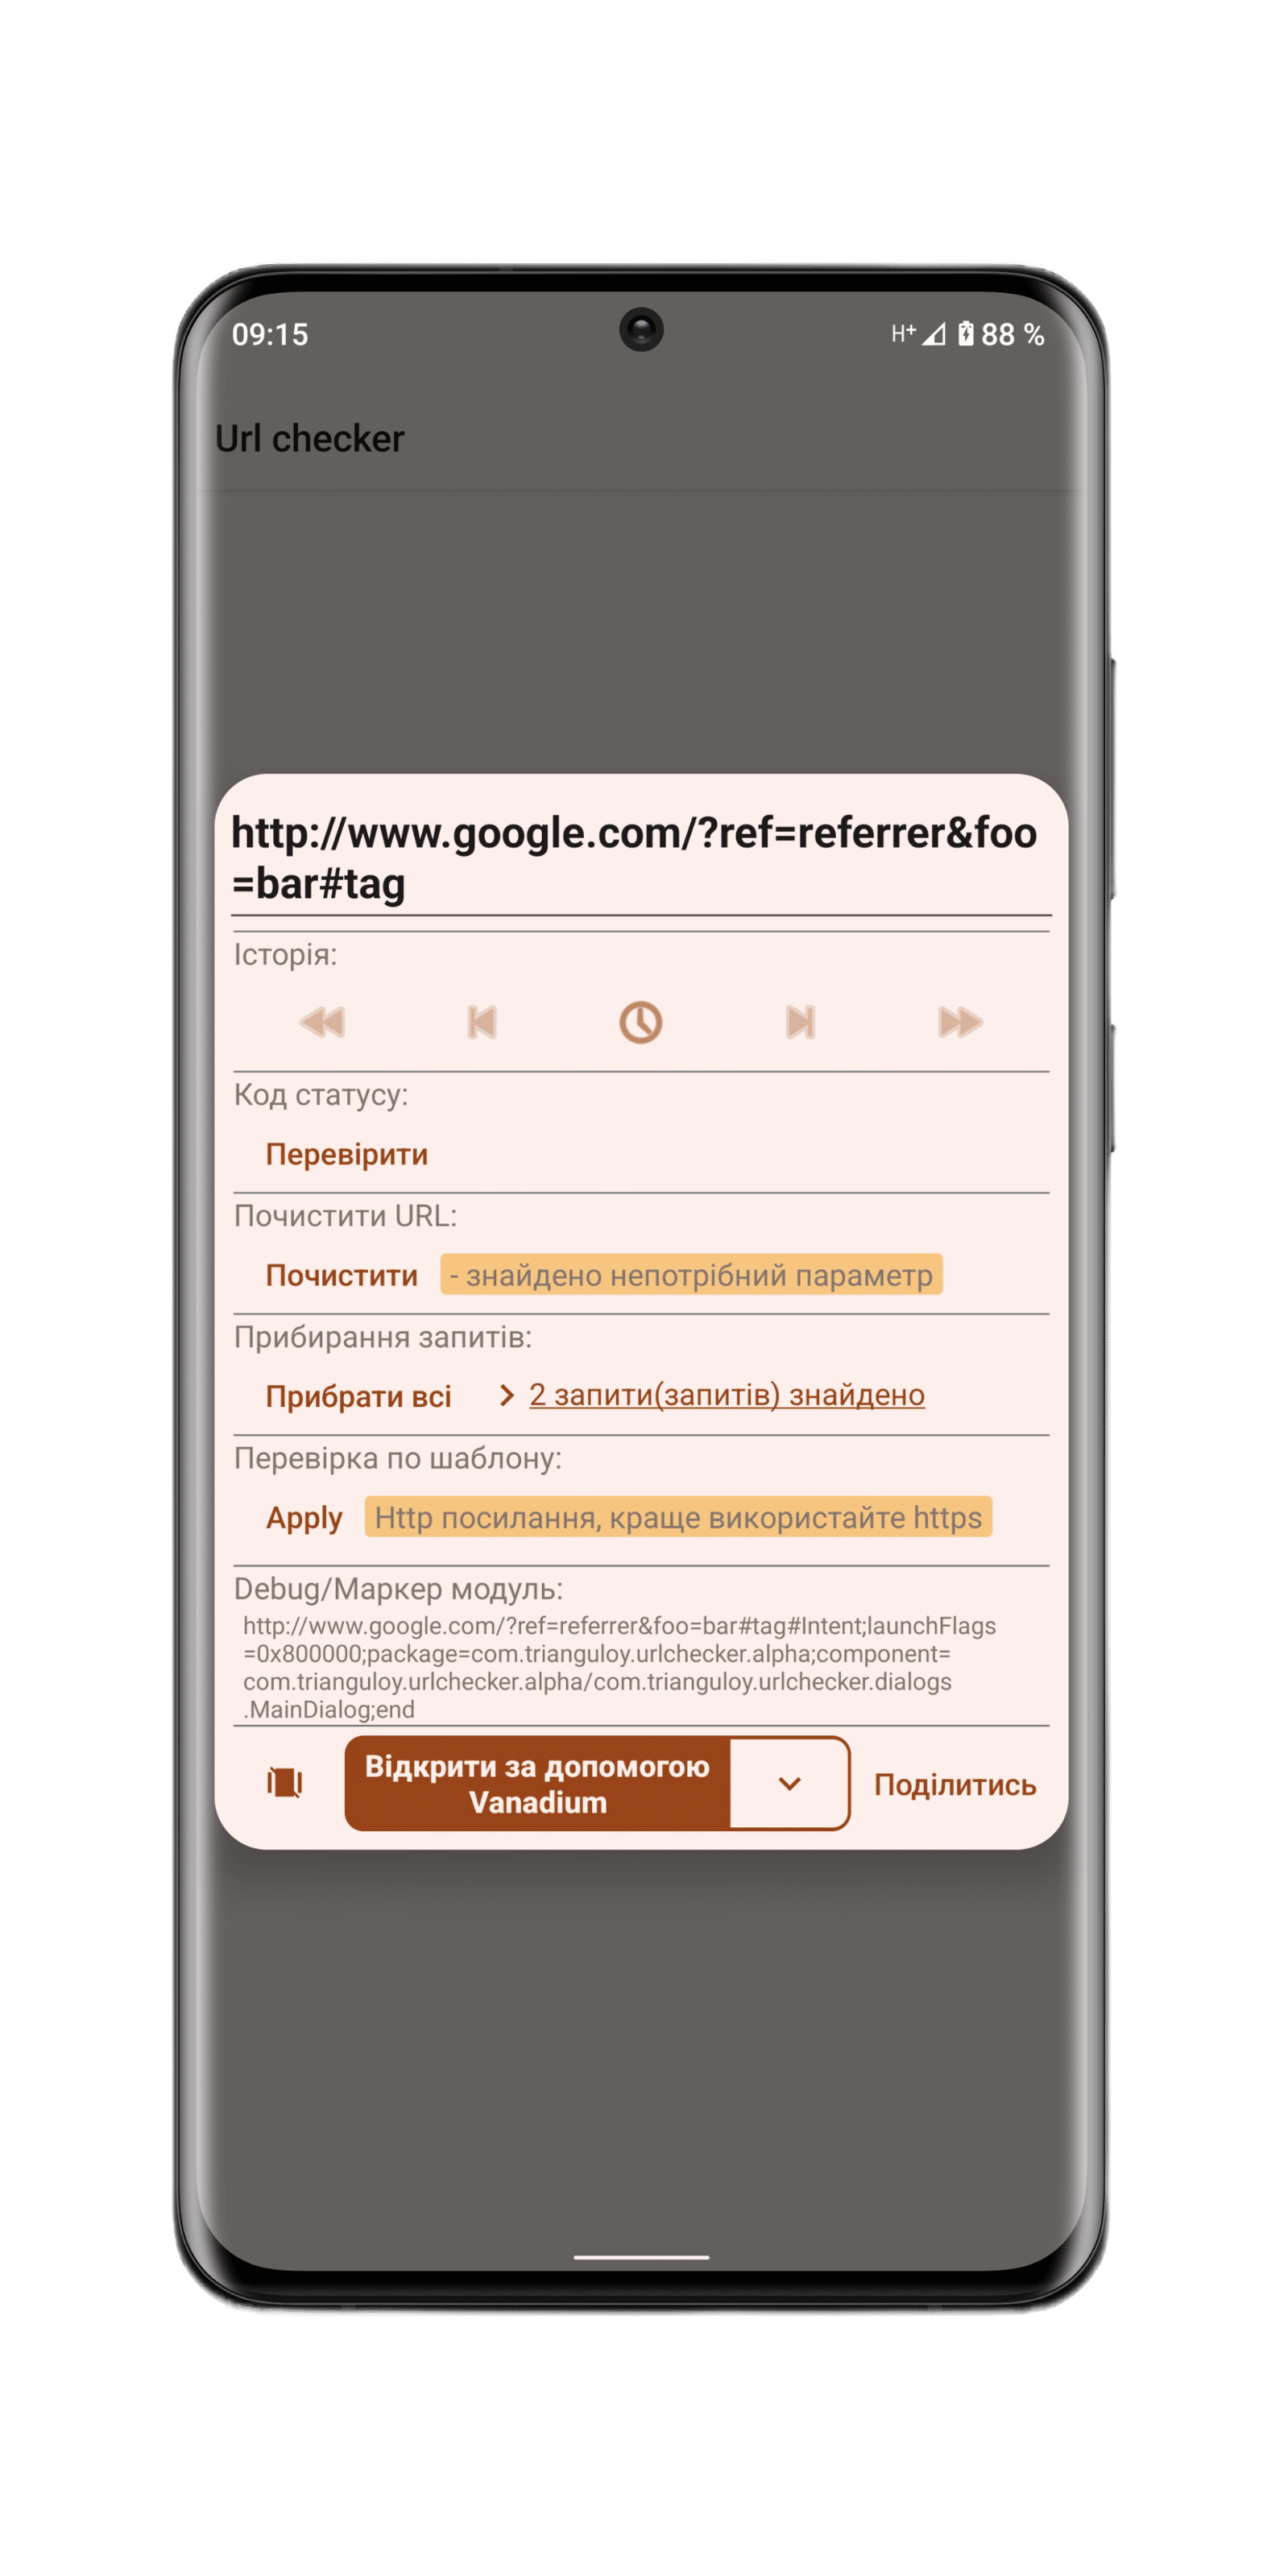 09:15
H+ 88 %
Url checker
http://www.google.com/?ref=referrer&foo
=bar#tag
Історія:
Код статусу:
Перевірити
Почистити URL:
Почистити - знайдено непотрібний параметр
Прибирання запитів:
Прибрати всі 2 запити(запитів) знайдено
Перевірка по шаблону:
Apply Http посилання, краще використайте https
Debug/Маркер модуль:
http://www.google.com/?ref=referrer&foo=bar#tag#Intent;launchFlags
=0x800000;package=com.trianguloy.urlchecker.alpha;component=
com.trianguloy.urlchecker.alpha/com.trianguloy.urlchecker.dialogs
.MainDialog;end
Відкрити за допомогою
Vanadium
Поділитись